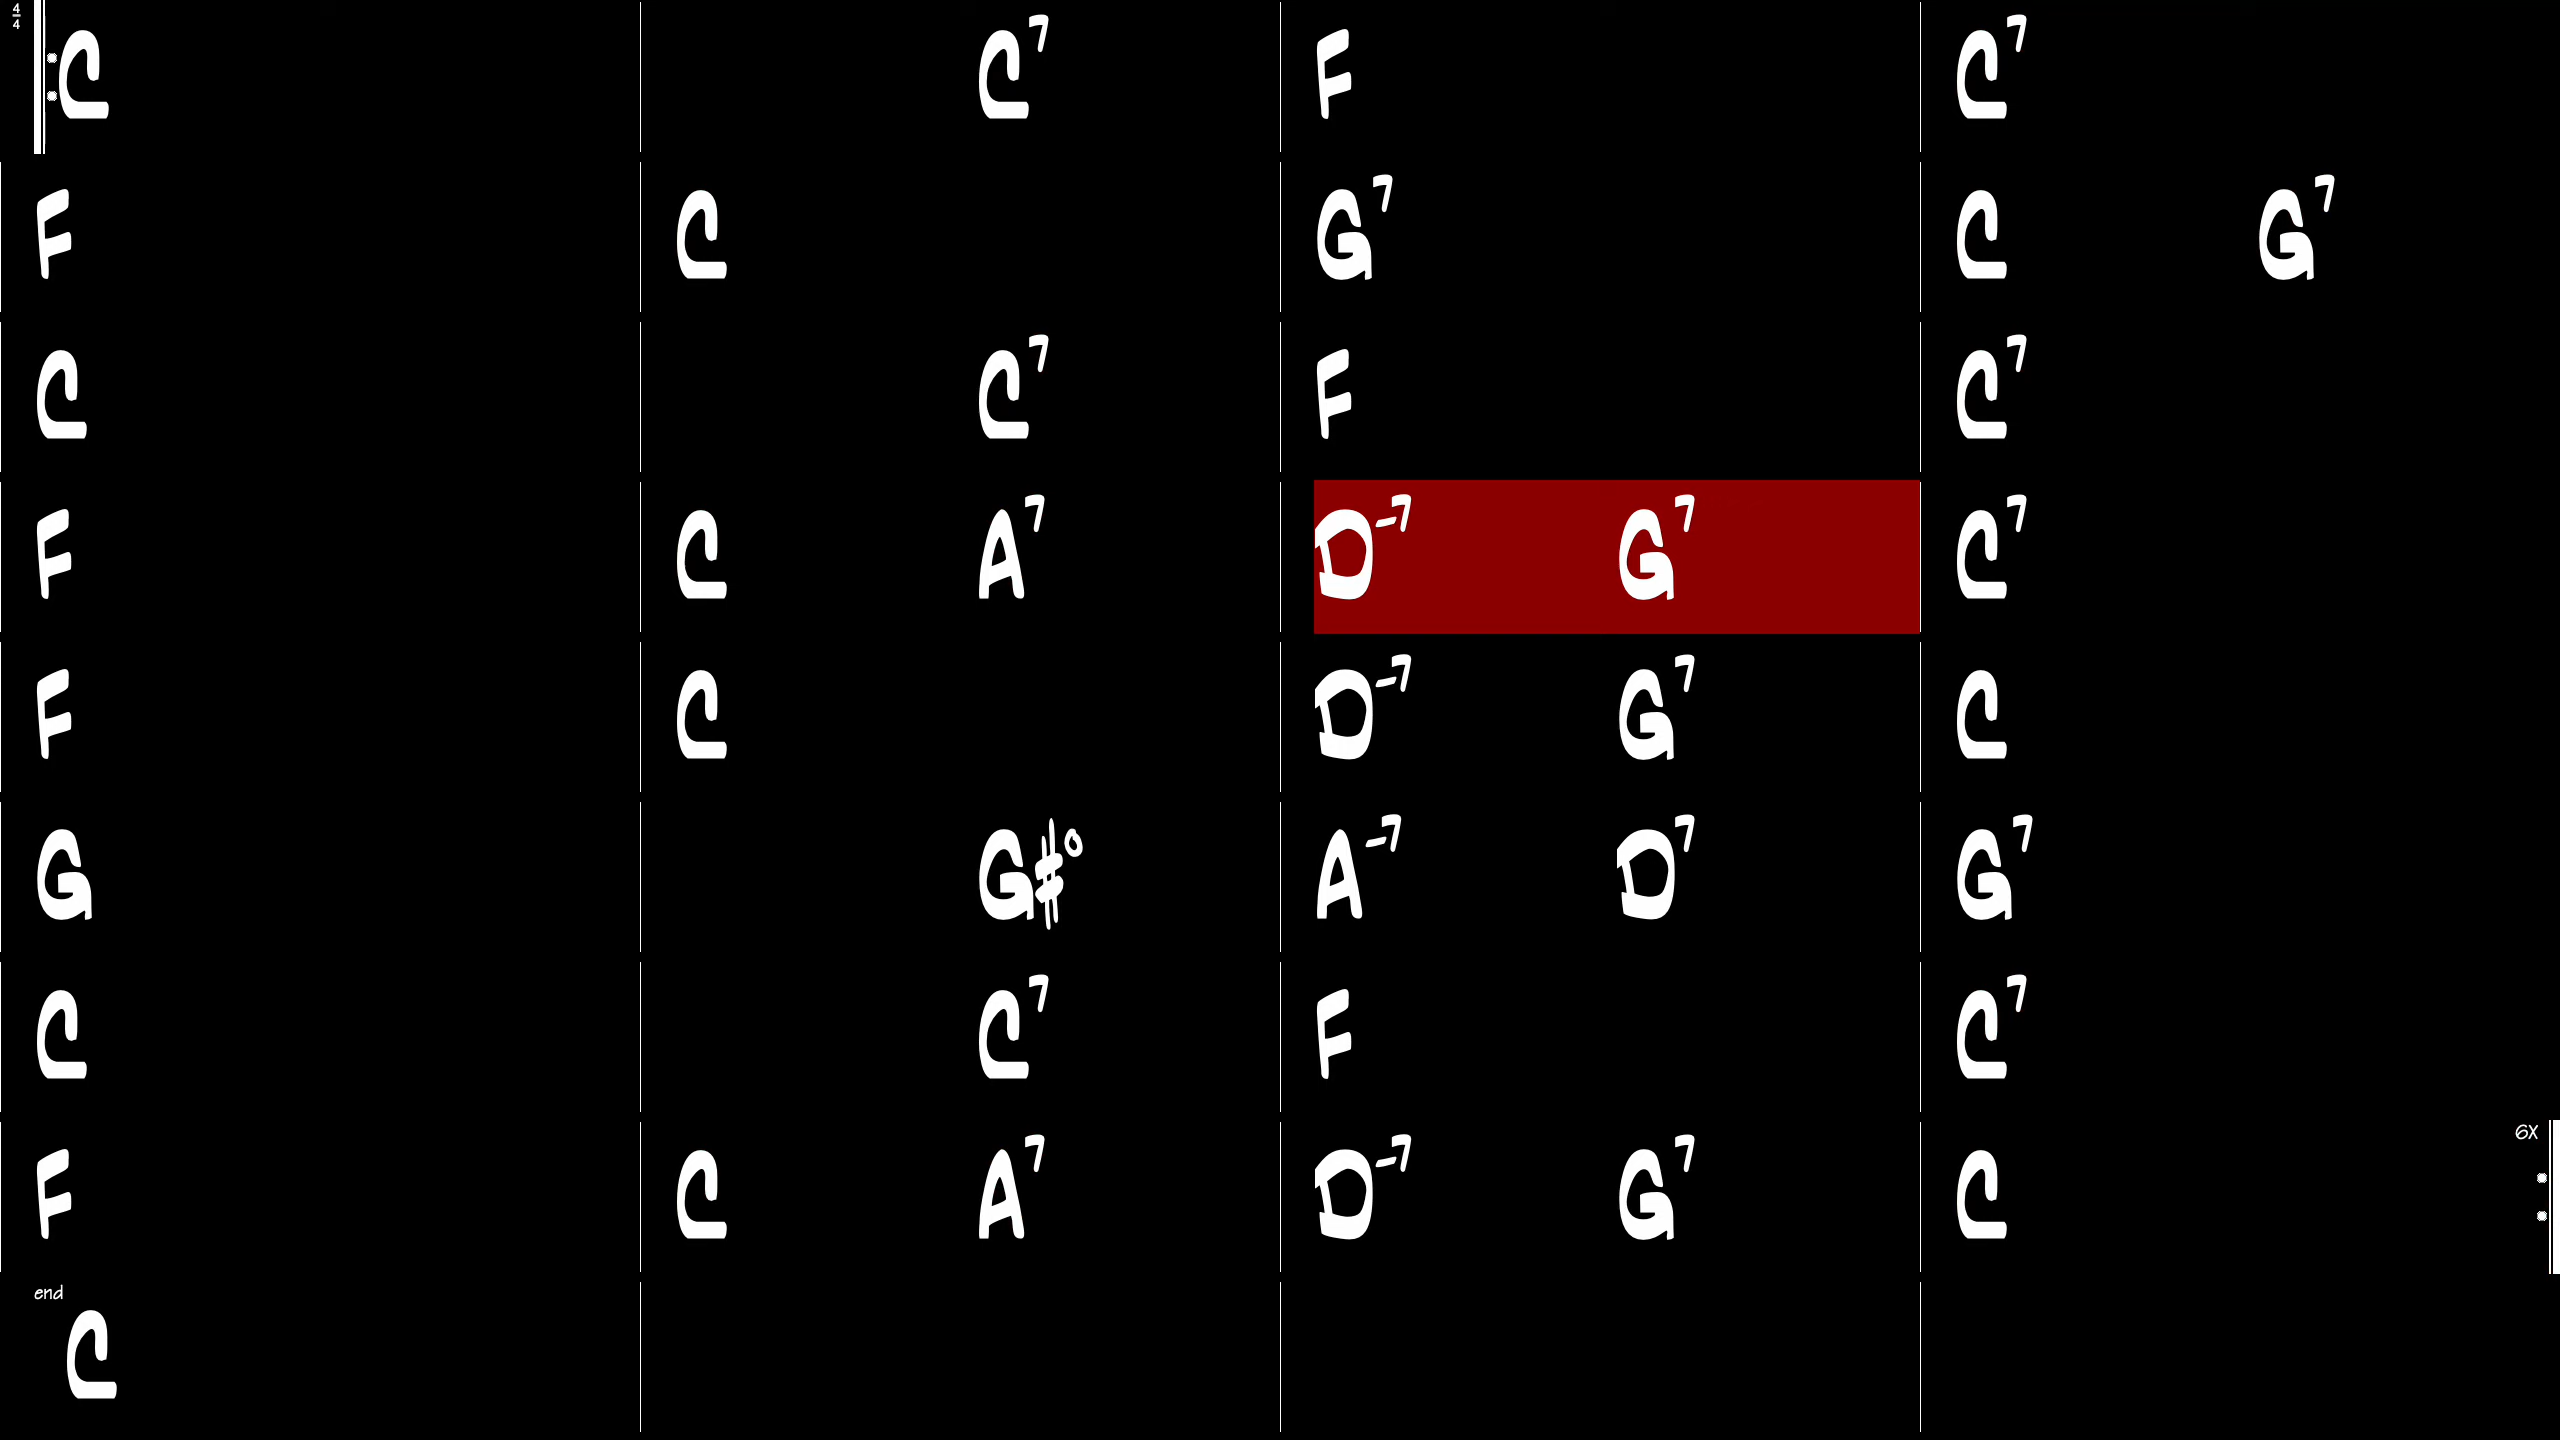 4/4 C C7 F C7
F C G7 C G7
C C7 F C7
F C A7 D-7 G7 C7
F C D-7 G7 C
G G#o A-7 D7 G7
C C7 F C7
F C A7 D-7 G7 C 6X
end
C